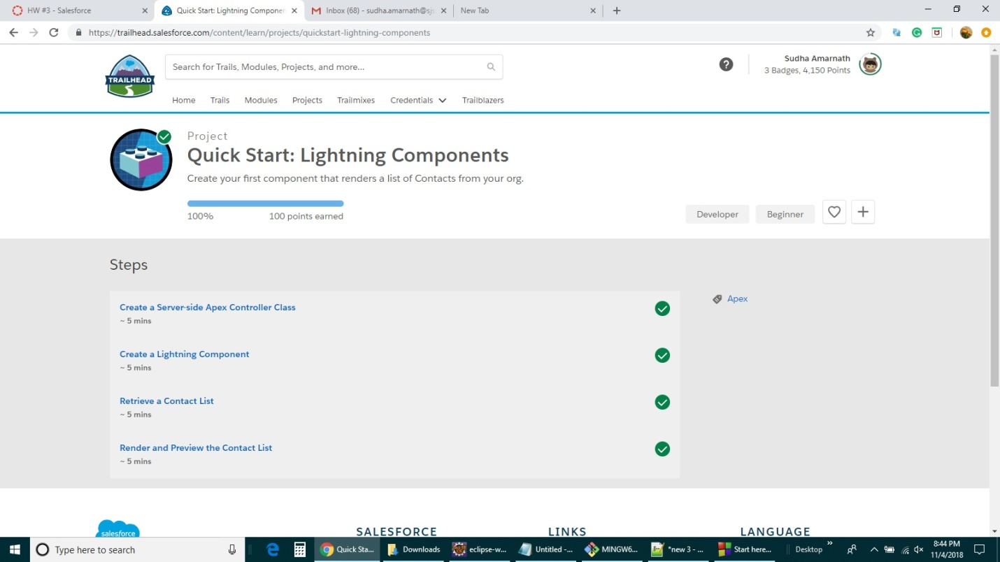 HW #3 - Salesforce
Quick Start: Lightning Componen
Inbox (68) - sudha.amarnath@sjs
New Tab
https://trailhead.salesforce.com/content/learn/projects/quickstart-lightning-components
TRAILHEAD
Search for Trails, Modules, Projects, and more...
Sudha Amarnath
3 Badges, 4,150 Points
Home Trails Modules Projects Trailmixes Credentials Trailblazers
Project
Quick Start: Lightning Components
Create your first component that renders a list of Contacts from your org.
100% 100 points earned
Developer Beginner
Steps
Create a Server-side Apex Controller Class
~ 5 mins
Apex
Create a Lightning Component
~ 5 mins
Retrieve a Contact List
~ 5 mins
Render and Preview the Contact List
~ 5 mins
salesforce
SALESFORCE LINKS LANGUAGE
Type here to search
Quick Sta...
Downloads
eclipse-w...
Untitled -...
MINGW6...
*new 3 - ...
Start here...
Desktop
8:44 PM
11/4/2018